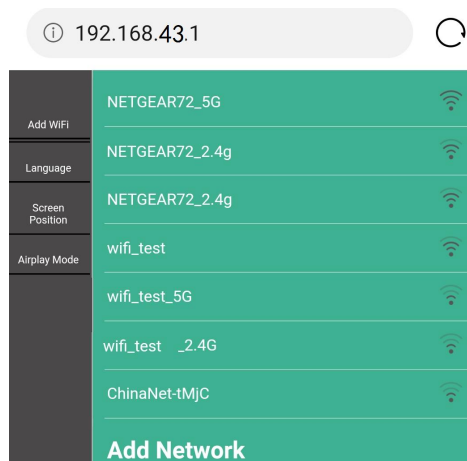 192.168.43.1
Add WiFi
Language
Screen
Position
Airplay Mode
NETGEAR72_5G
NETGEAR72_2.4g
NETGEAR72_2.4g
wifi_test
wifi_test_5G
wifi_test _2.4G
ChinaNet-tMjC
Add Network